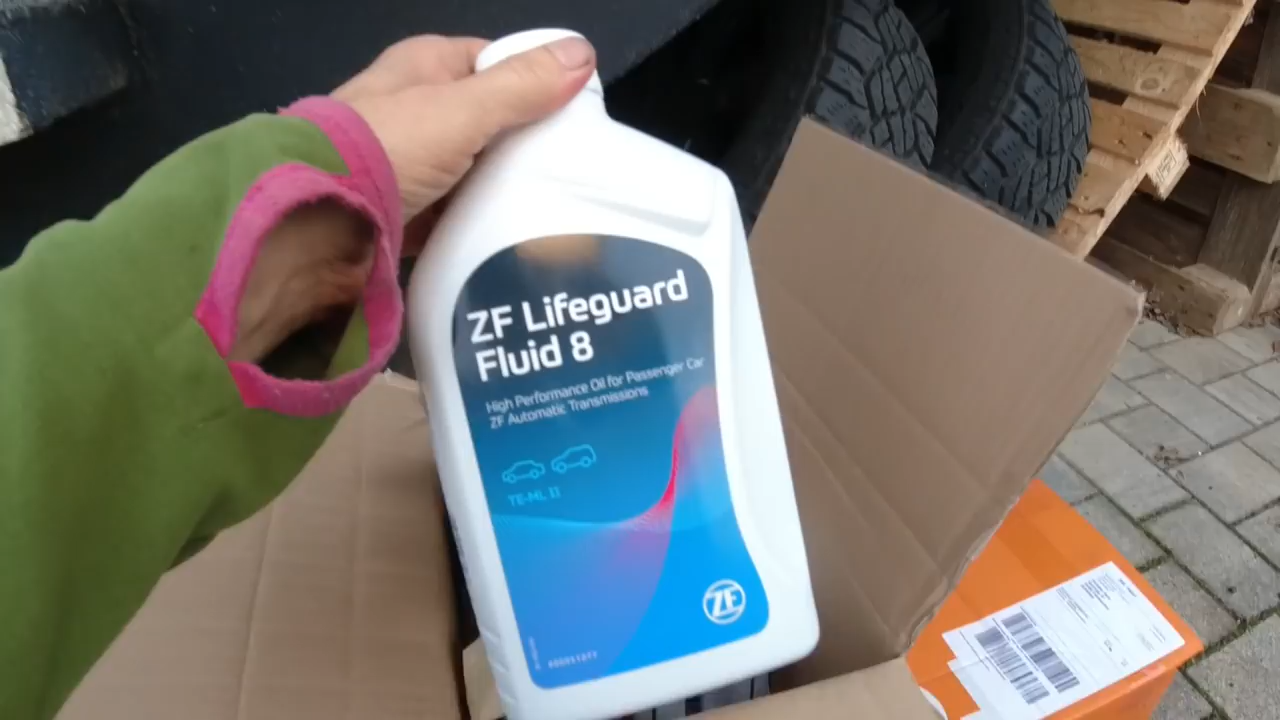 ZF Lifeguard
Fluid 8
High Performance Oil for Passenger Car
ZF Automatic Transmissions
TE-ML 11
ZF